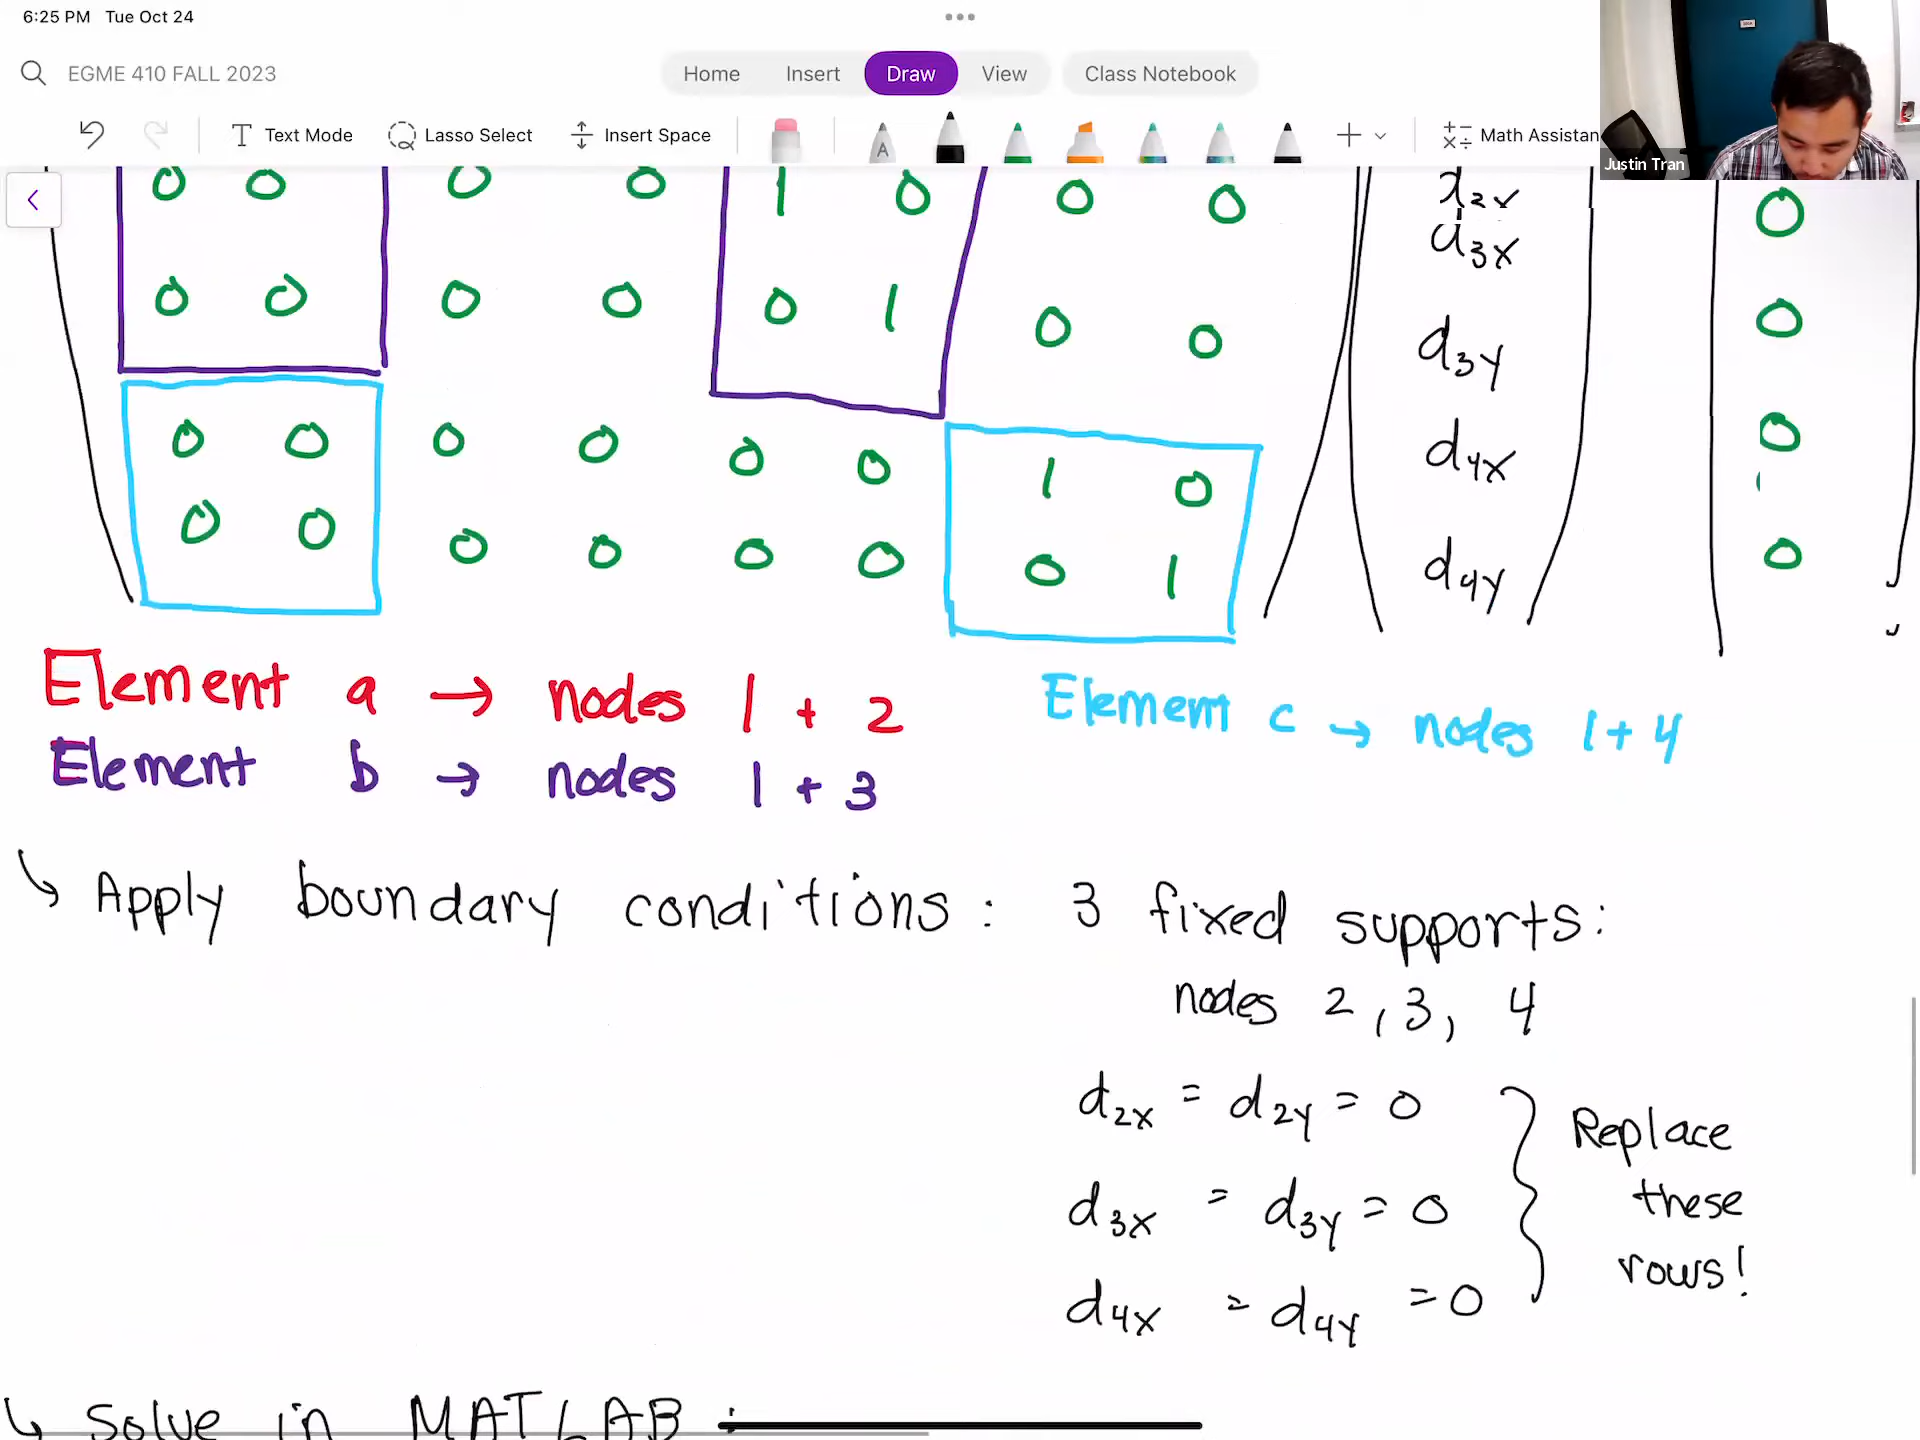 6:25 PM Tue Oct 24
EGME 410 FALL 2023
Home Insert Draw View Class Notebook
Text Mode Lasso Select Insert Space A Math Assistan
Justin Tran
0 0 0 0 1 0 0 0 d2x 0
d3x
0 0 0 0 0 1 0 0 d3y 0
0 0 0 0 0 0 1 0 d4x 0
0 0 0 0 0 0 0 1 d4y 0
Element a → nodes 1 + 2
Element b → nodes 1 + 3
Element c → nodes 1 + 4
↳ Apply boundary conditions : 3 fixed supports :
nodes 2, 3, 4
d2x = d2y = 0
d3x = d3y = 0
d4x = d4y = 0
Replace
these
rows!
↳ Solve in MATLAB :